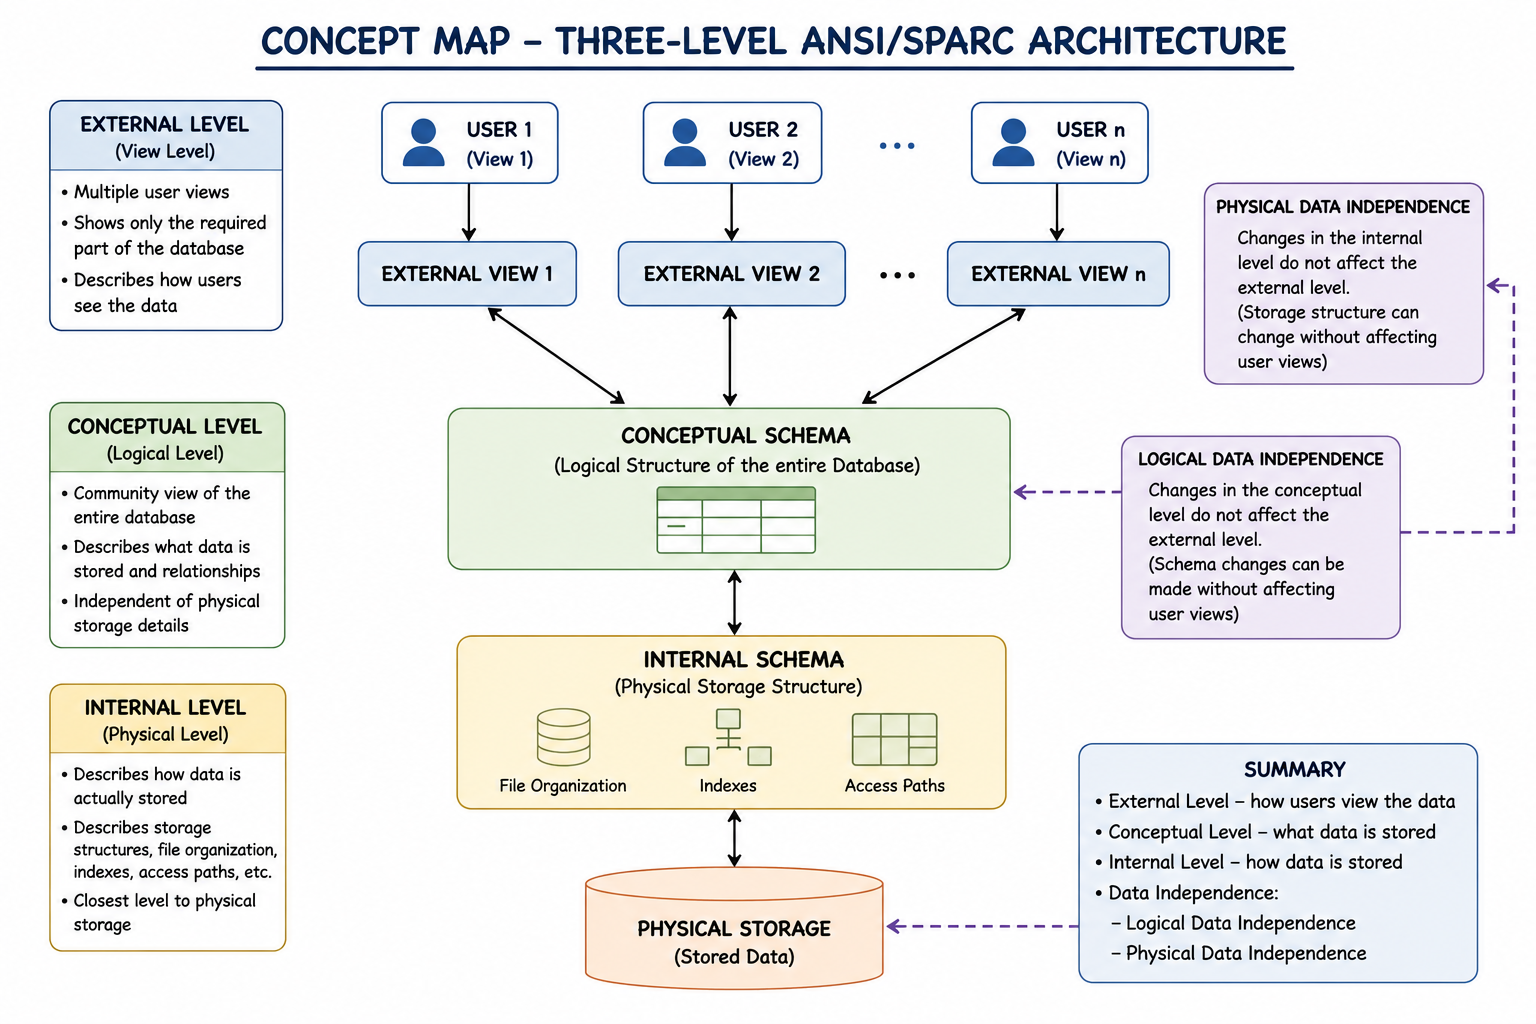 CONCEPT MAP – THREE-LEVEL ANSI/SPARC ARCHITECTURE
EXTERNAL LEVEL
(View Level)
• Multiple user views
• Shows only the required
part of the database
• Describes how users
see the data
USER 1
(View 1)
USER 2
(View 2)
...
USER n
(View n)
EXTERNAL VIEW 1
EXTERNAL VIEW 2
...
EXTERNAL VIEW n
PHYSICAL DATA INDEPENDENCE
Changes in the internal
level do not affect the
external level.
(Storage structure can
change without affecting
user views)
CONCEPTUAL LEVEL
(Logical Level)
• Community view of the
entire database
• Describes what data is
stored and relationships
• Independent of physical
storage details
CONCEPTUAL SCHEMA
(Logical Structure of the entire Database)
LOGICAL DATA INDEPENDENCE
Changes in the conceptual
level do not affect the
external level.
(Schema changes can be
made without affecting
user views)
INTERNAL LEVEL
(Physical Level)
• Describes how data is
actually stored
• Describes storage
structures, file organization,
indexes, access paths, etc.
• Closest level to physical
storage
INTERNAL SCHEMA
(Physical Storage Structure)
File Organization
Indexes
Access Paths
PHYSICAL STORAGE
(Stored Data)
SUMMARY
• External Level – how users view the data
• Conceptual Level – what data is stored
• Internal Level – how data is stored
• Data Independence:
– Logical Data Independence
– Physical Data Independence